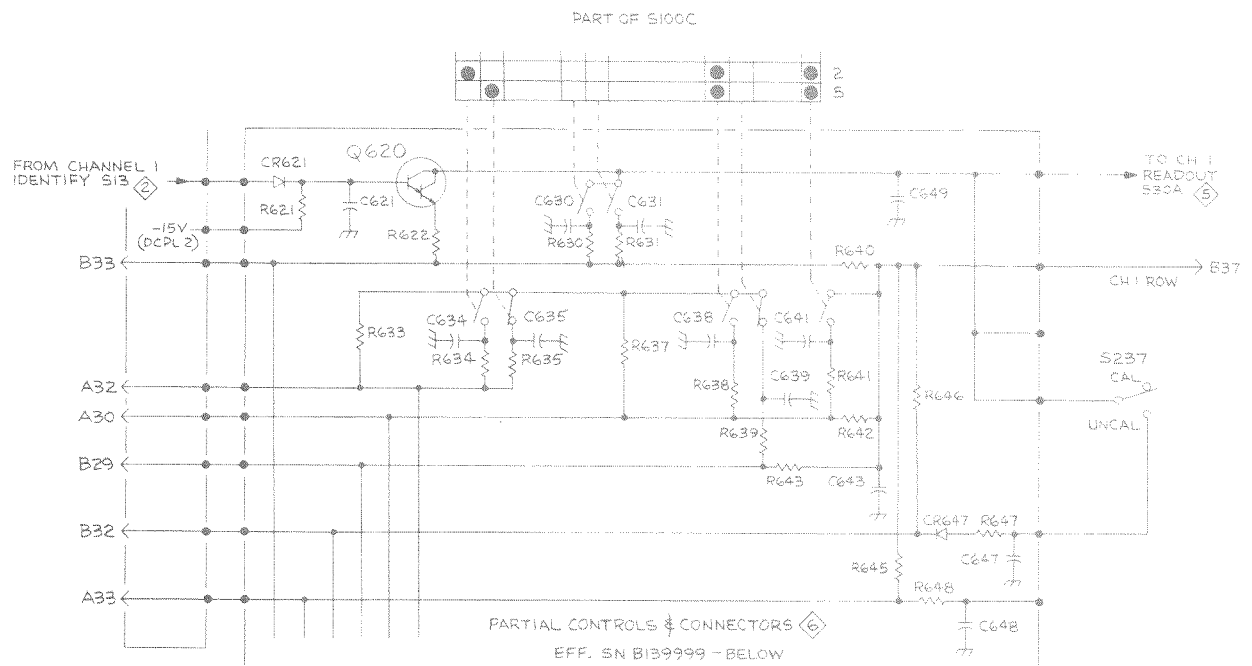 PART OF S100C
2
5
FROM CHANNEL 1
IDENTIFY S13 2
CR621
Q620
TO CH 1
READOUT
S30A 5
R621
C621
C630
C631
C649
-15V
(DCPL 2)
R622
R630
R631
R640
B33
B37
CH 1 ROW
R633
C634
C635
C638
C641
R634
R635
R637
R638
C639
R641
R646
S237
CAL
UNCAL
A32
A30
R639
R642
B29
R643
C643
B32
CR647
R647
C647
R645
R648
A33
C648
PARTIAL CONTROLS & CONNECTORS 6
EFF. SN B139999 - BELOW